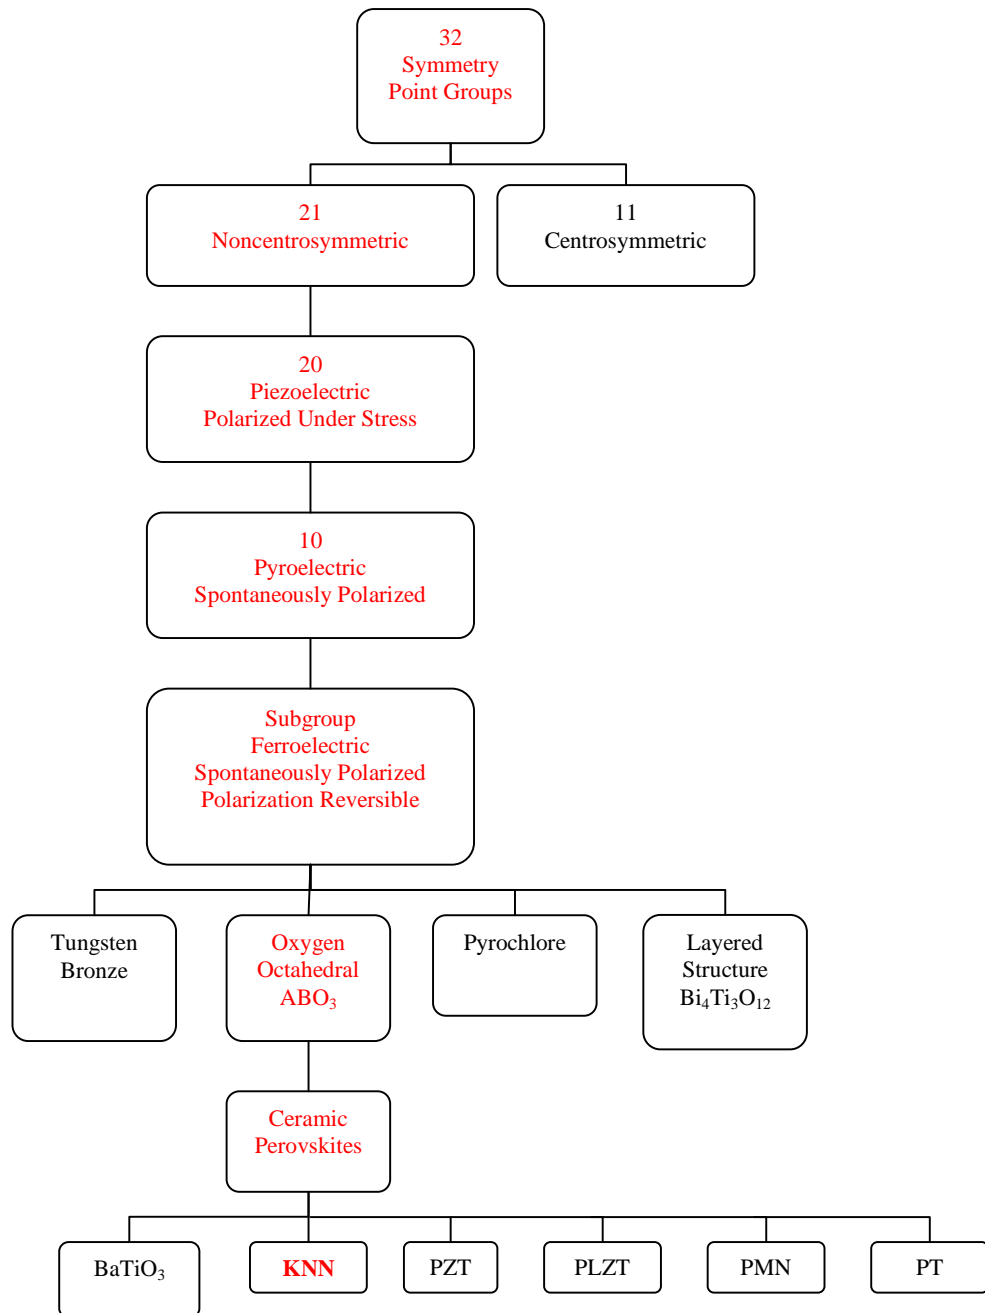 32
Symmetry
Point Groups
21
Noncentrosymmetric
11
Centrosymmetric
20
Piezoelectric
Polarized Under Stress
10
Pyroelectric
Spontaneously Polarized
Subgroup
Ferroelectric
Spontaneously Polarized
Polarization Reversible
Tungsten
Bronze
Oxygen
Octahedral
ABO₃
Pyrochlore
Layered
Structure
Bi₄Ti₃O₁₂
Ceramic
Perovskites
BaTiO₃
KNN
PZT
PLZT
PMN
PT